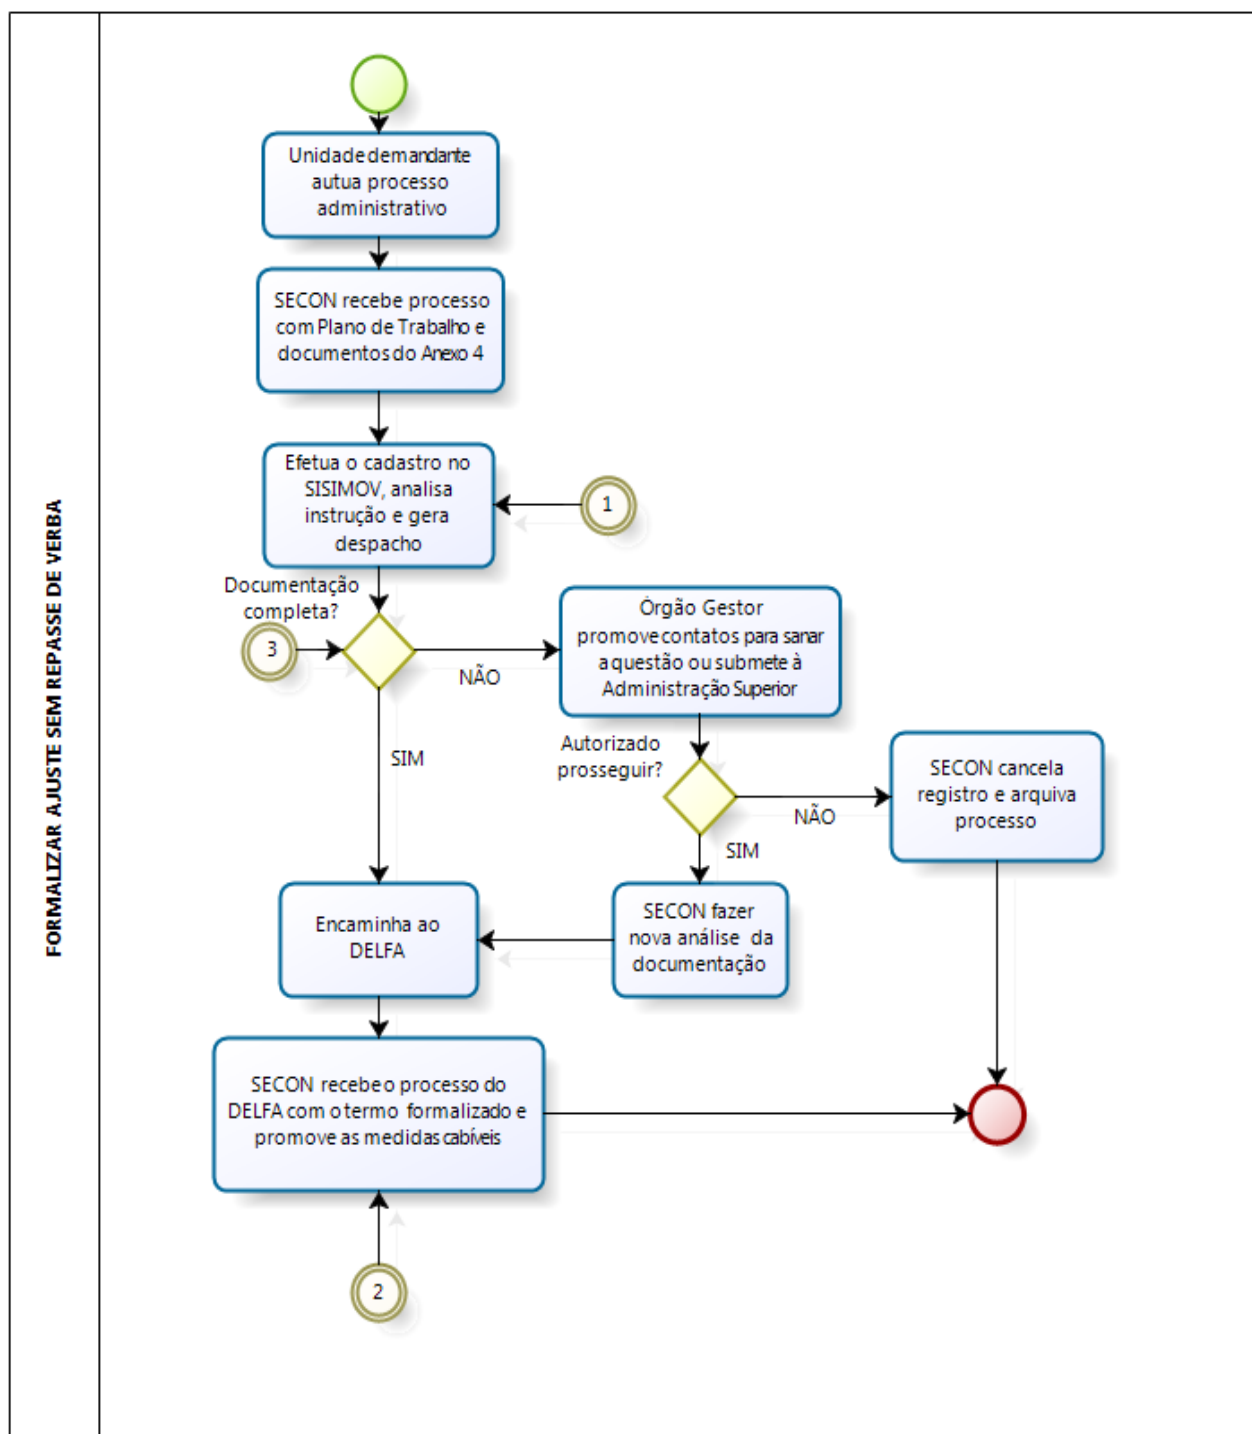 FORMALIZAR AJUSTE SEM REPASSE DE VERBA
Unidade demandante
autua processo
administrativo
SECON recebe processo
com Plano de Trabalho e
documentos do Anexo 4
Efetua o cadastro no
SISIMOV, analisa
instrução e gera
despacho
1
Documentação
completa?
3
NÃO
Órgão Gestor
promove contatos para sanar
a questão ou submete à
Administração Superior
SIM
Autorizado
prosseguir?
NÃO
SECON cancela
registro e arquiva
processo
SIM
Encaminha ao
DELFA
SECON fazer
nova análise da
documentação
SECON recebe o processo do
DELFA com o termo formalizado e
promove as medidas cabíveis
2